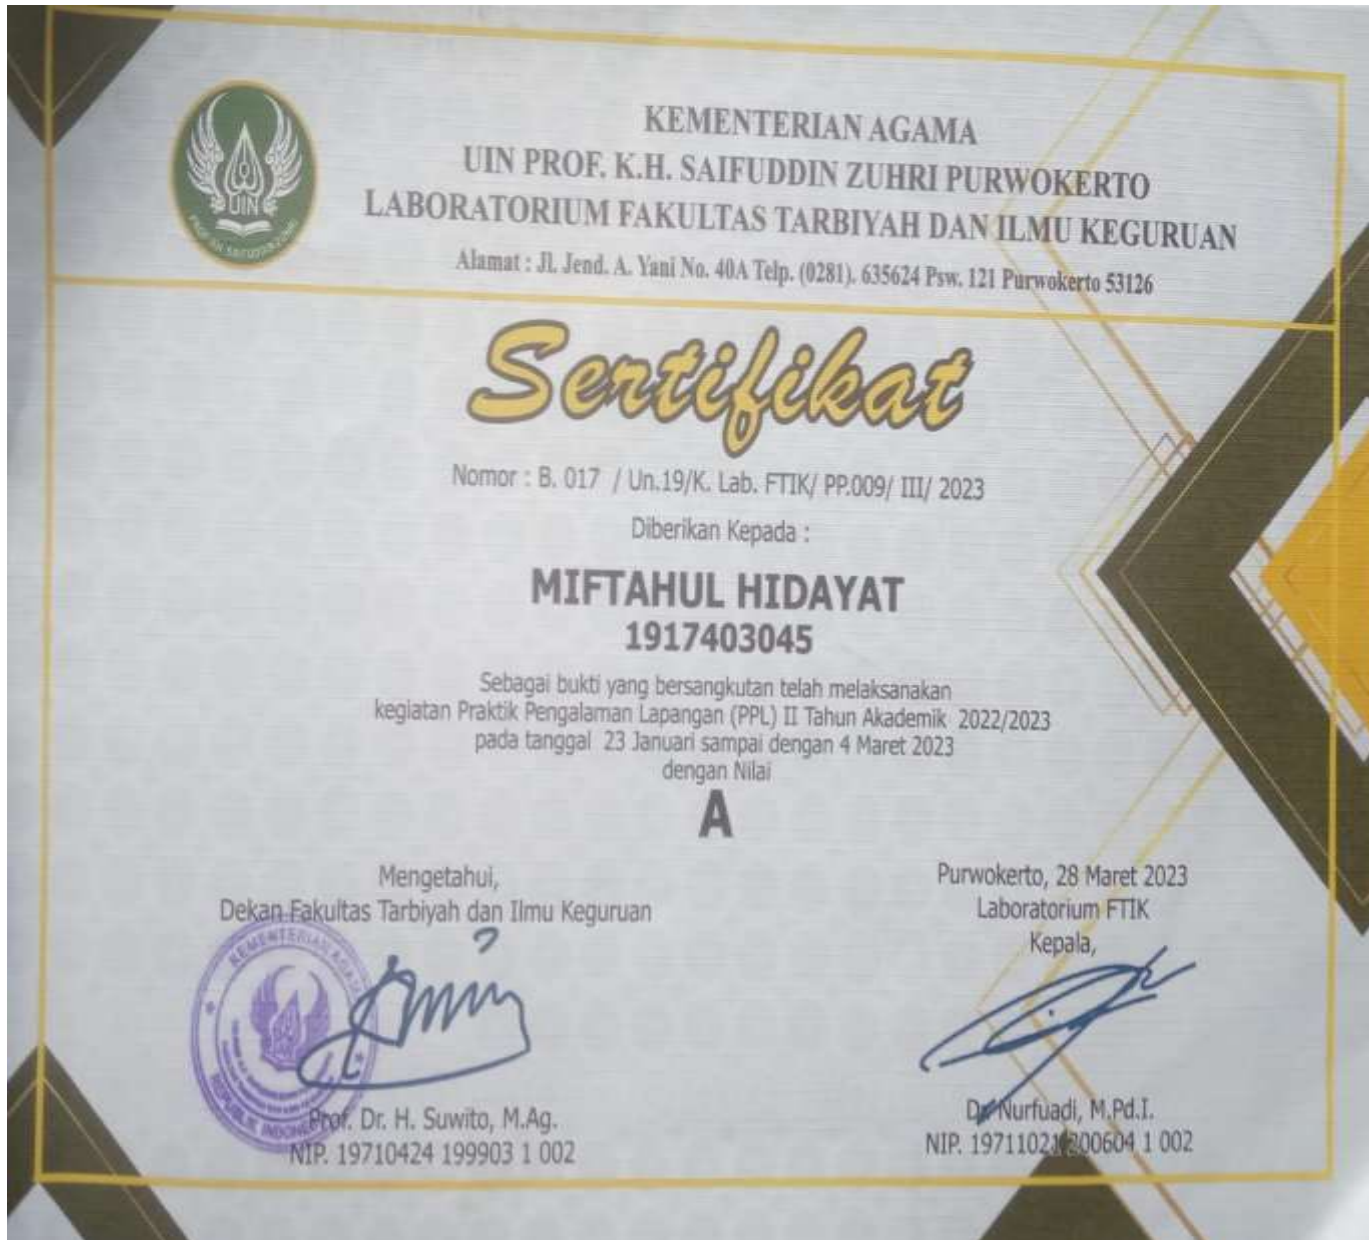 KEMENTERIAN AGAMA
UIN PROF. K.H. SAIFUDDIN ZUHRI PURWOKERTO
LABORATORIUM FAKULTAS TARBIYAH DAN ILMU KEGURUAN
Alamat : Jl. Jend. A. Yani No. 40A Telp. (0281). 635624 Psw. 121 Purwokerto 53126
UIN
Sertifikat
Nomor : B. 017 / Un.19/K. Lab. FTIK/ PP.009/ III/ 2023
Diberikan Kepada :
MIFTAHUL HIDAYAT
1917403045
Sebagai bukti yang bersangkutan telah melaksanakan
kegiatan Praktik Pengalaman Lapangan (PPL) II Tahun Akademik 2022/2023
pada tanggal 23 Januari sampai dengan 4 Maret 2023
dengan Nilai
A
Mengetahui,
Dekan Fakultas Tarbiyah dan Ilmu Keguruan
KEMENTERIAN AGAMA
REPUBLIK INDONESIA
Prof. Dr. H. Suwito, M.Ag.
NIP. 19710424 199903 1 002
Purwokerto, 28 Maret 2023
Laboratorium FTIK
Kepala,
Dr. Nurfuadi, M.Pd.I.
NIP. 19711021 200604 1 002